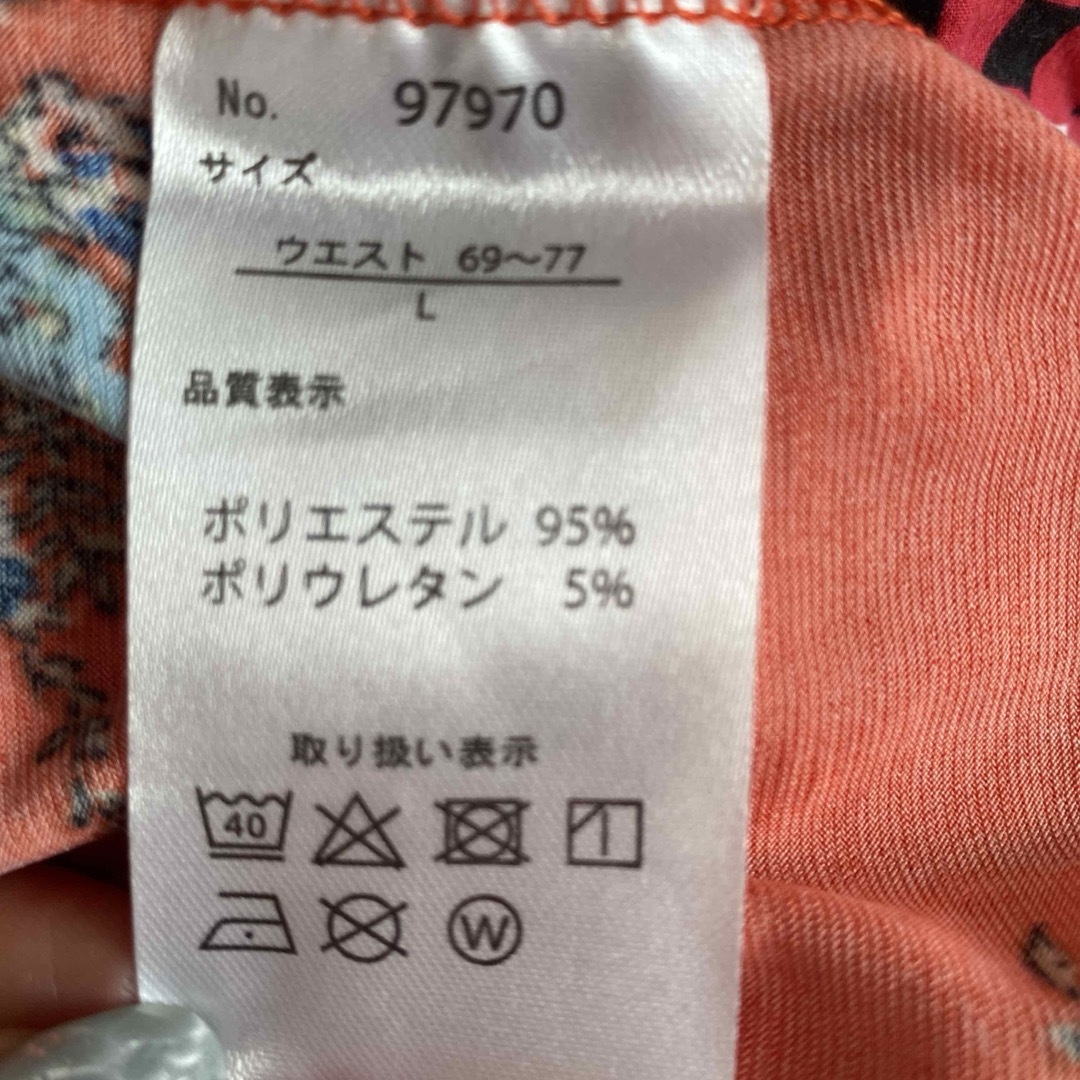 No. 97970
サイズ
ウエスト 69～77
L
品質表示
ポリエステル 95%
ポリウレタン 5%
取り扱い表示
40
W